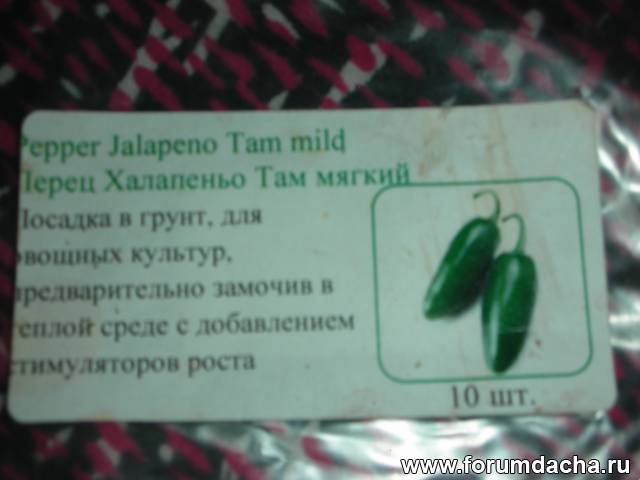 Pepper Jalapeno Tam mild
Перец Халапеньо Там мягкий
Посадка в грунт, для
овощных культур,
предварительно замочив в
теплой среде с добавлением
стимуляторов роста
10 шт.
www.forumdacha.ru